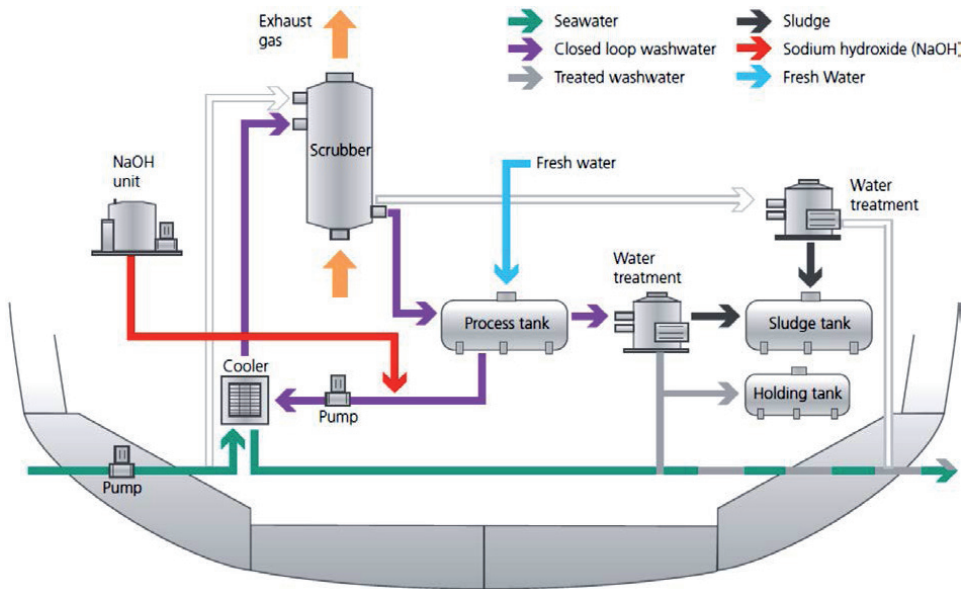 Exhaust
gas
Seawater
Closed loop washwater
Treated washwater
Sludge
Sodium hydroxide (NaOH)
Fresh Water
Scrubber
NaOH
unit
Fresh water
Water
treatment
Water
treatment
Process tank
Sludge tank
Cooler
Holding tank
Pump
Pump